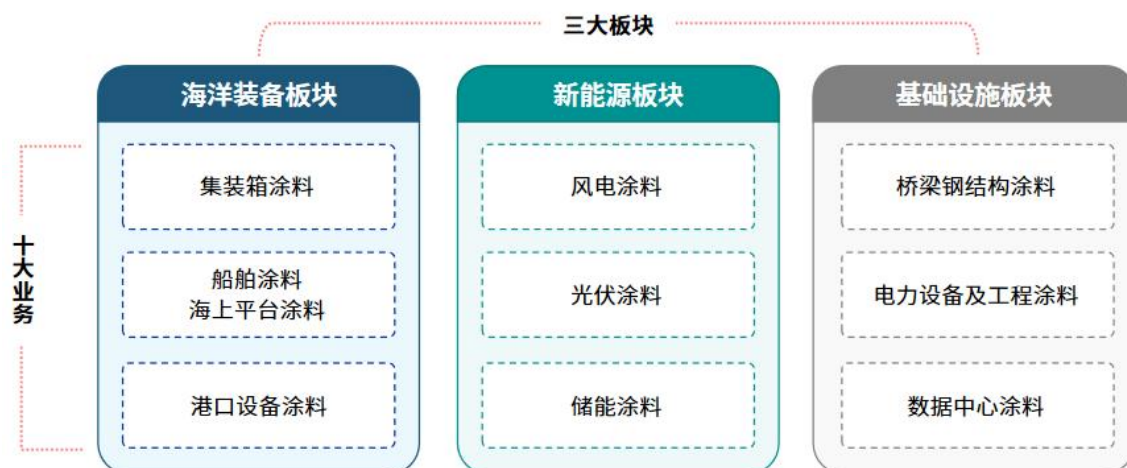 三大板块
海洋装备板块
新能源板块
基础设施板块
十大业务
集装箱涂料
风电涂料
桥梁钢结构涂料
船舶涂料
海上平台涂料
光伏涂料
电力设备及工程涂料
港口设备涂料
储能涂料
数据中心涂料